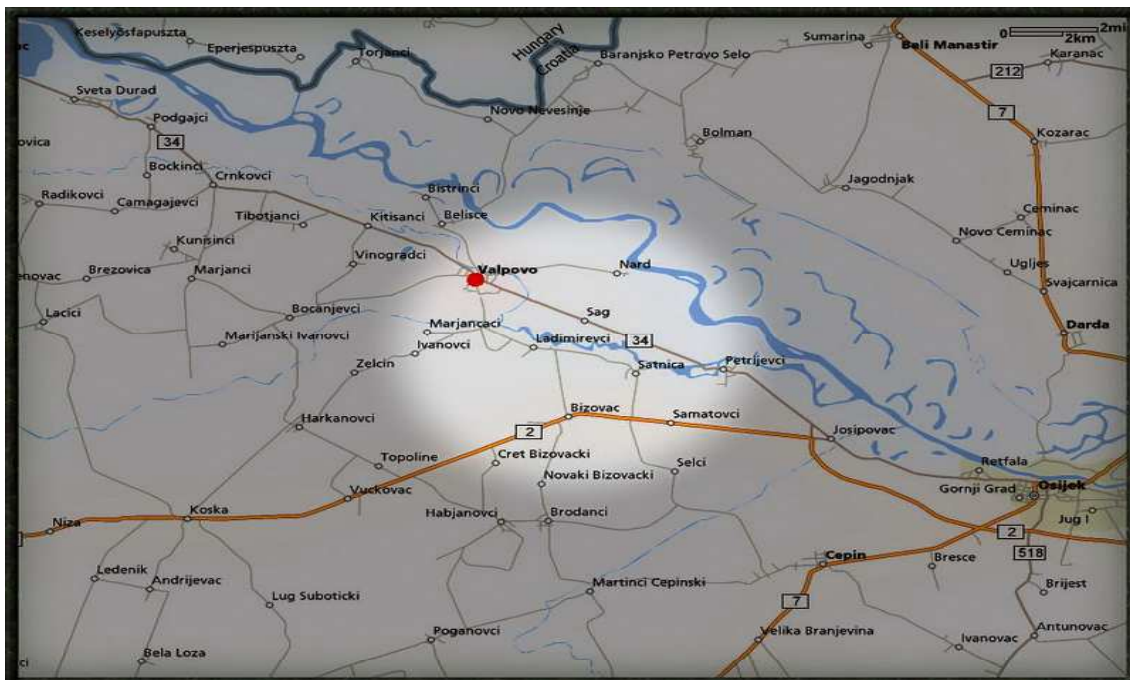 Keselyösfapuszta
Eperjespuszta
Torjanci
Hungary
Croatia
Baranjsko Petrovo Selo
Sumarina
Beli Manastir
2mi
2km
Karanac
212
Sveta Durad
Podgajci
34
Novo Nevesinje
7
Bolman
Kozarac
Bockinci
Crnkovci
Radikovci
Camagajevci
Bistrinci
Belisce
Jagodnjak
Tibotjanci
Kitisanci
Ceminac
Kunisinci
Vinogradci
Novo Ceminac
Brezovica
Marjanci
Valpovo
Nard
Ugljes
Svajcarnica
Lacici
Bocanjevci
Sag
Marjancaci
Darda
Marijanski Ivanovci
Ivanovci
Ladimirevci
34
Zelcin
Satnica
Petrijevci
Harkanovci
Bizovac
Samatovci
2
Josipovac
Topoline
Cret Bizovacki
Novaki Bizovacki
Selci
Retfala
Vuckovac
Gornji Grad
Osijek
Koska
Niza
Habjanovci
Brodanci
Jug I
2
518
Cepin
Bresce
Ledenik
Andrijevac
Martinci Cepinski
Brijest
Lug Suboticki
7
Poganovci
Velika Branjevina
Ivanovac
Antunovac
Bela Loza